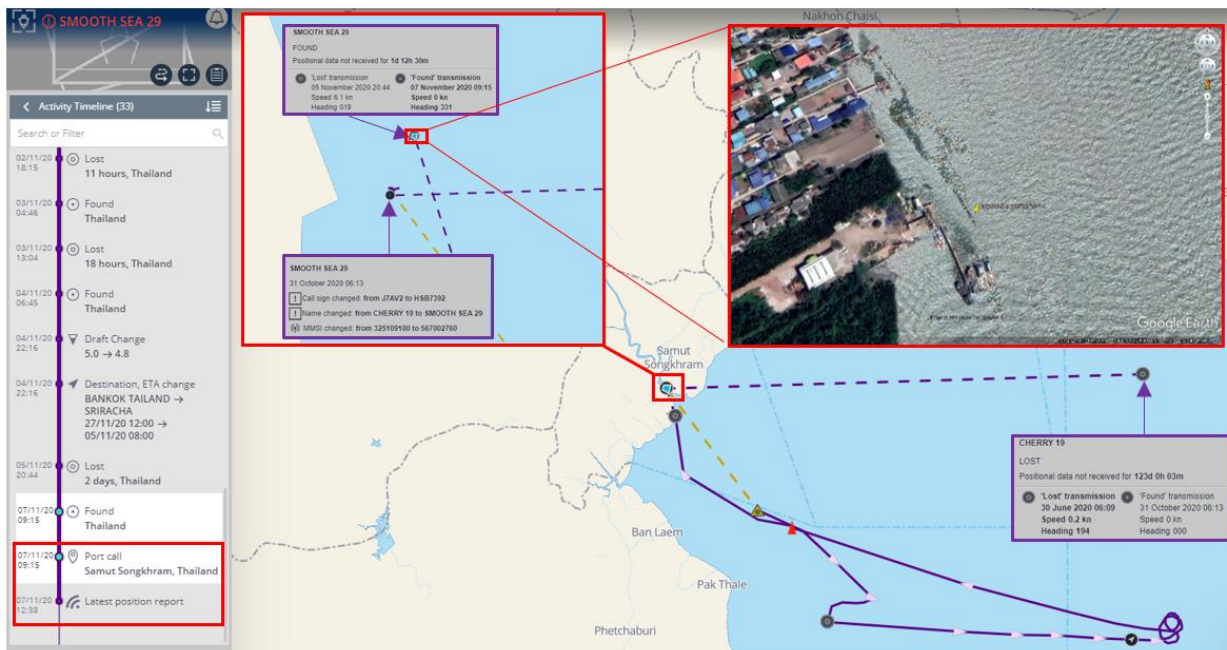 SMOOTH SEA 29
Activity Timeline (33)
Search or Filter
02/11/20
18:15
Lost
11 hours, Thailand
03/11/20
04:46
Found
Thailand
03/11/20
13:04
Lost
18 hours, Thailand
04/11/20
06:45
Found
Thailand
04/11/20
22:16
Draft Change
5.0 → 4.8
04/11/20
22:16
Destination, ETA change
BANKOK TAILAND →
SRIRACHA
27/11/20 12:00 →
05/11/20 08:00
05/11/20
20:44
Lost
2 days, Thailand
07/11/20
09:15
Found
Thailand
07/11/20
09:15
Port call
Samut Songkhram, Thailand
07/11/20
12:38
Latest position report
SMOOTH SEA 29
FOUND
Positional data not received for 1d 12h 30m
'Lost' transmission
05 November 2020 20:44
Speed 6.1 kn
Heading 019
'Found' transmission
07 November 2020 09:15
Speed 0 kn
Heading 331
SMOOTH SEA 29
31 October 2020 06:13
Call sign changed: from J7AV2 to HSB7392
Name changed: from CHERRY 19 to SMOOTH SEA 29
MMSI changed: from 325109100 to 567002760
Nakhon Chaisi
Google Earth
Samut
Songkhram
CHERRY 19
LOST
Positional data not received for 123d 0h 03m
'Lost' transmission
30 June 2020 06:09
Speed 0.2 kn
Heading 194
'Found' transmission
31 October 2020 06:13
Speed 0 kn
Heading 000
Ban Laem
Pak Thale
Phetchaburi